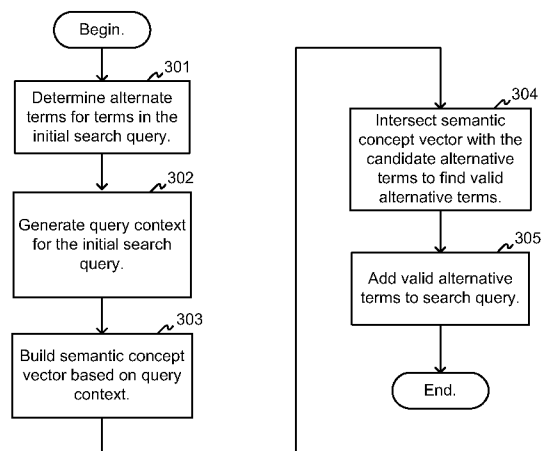 Begin.
301
Determine alternate
terms for terms in the
initial search query.
302
Generate query context
for the initial search
query.
303
Build semantic concept
vector based on query
context.
304
Intersect semantic
concept vector with the
candidate alternative
terms to find valid
alternative terms.
305
Add valid alternative
terms to search query.
End.